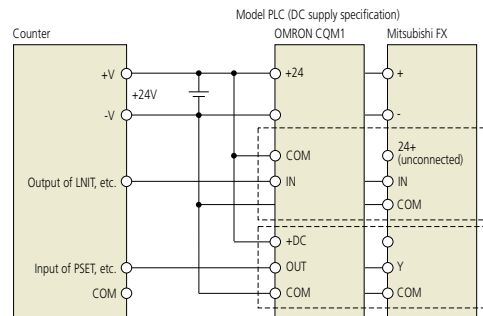 Model PLC (DC supply specification)
Counter
OMRON CQM1
Mitsubishi FX
+V
+24
+
+24V
-V
-
COM
24+
(unconnected)
Output of LNIT, etc.
IN
IN
COM
+DC
Input of PSET, etc.
OUT
Y
COM
COM
COM